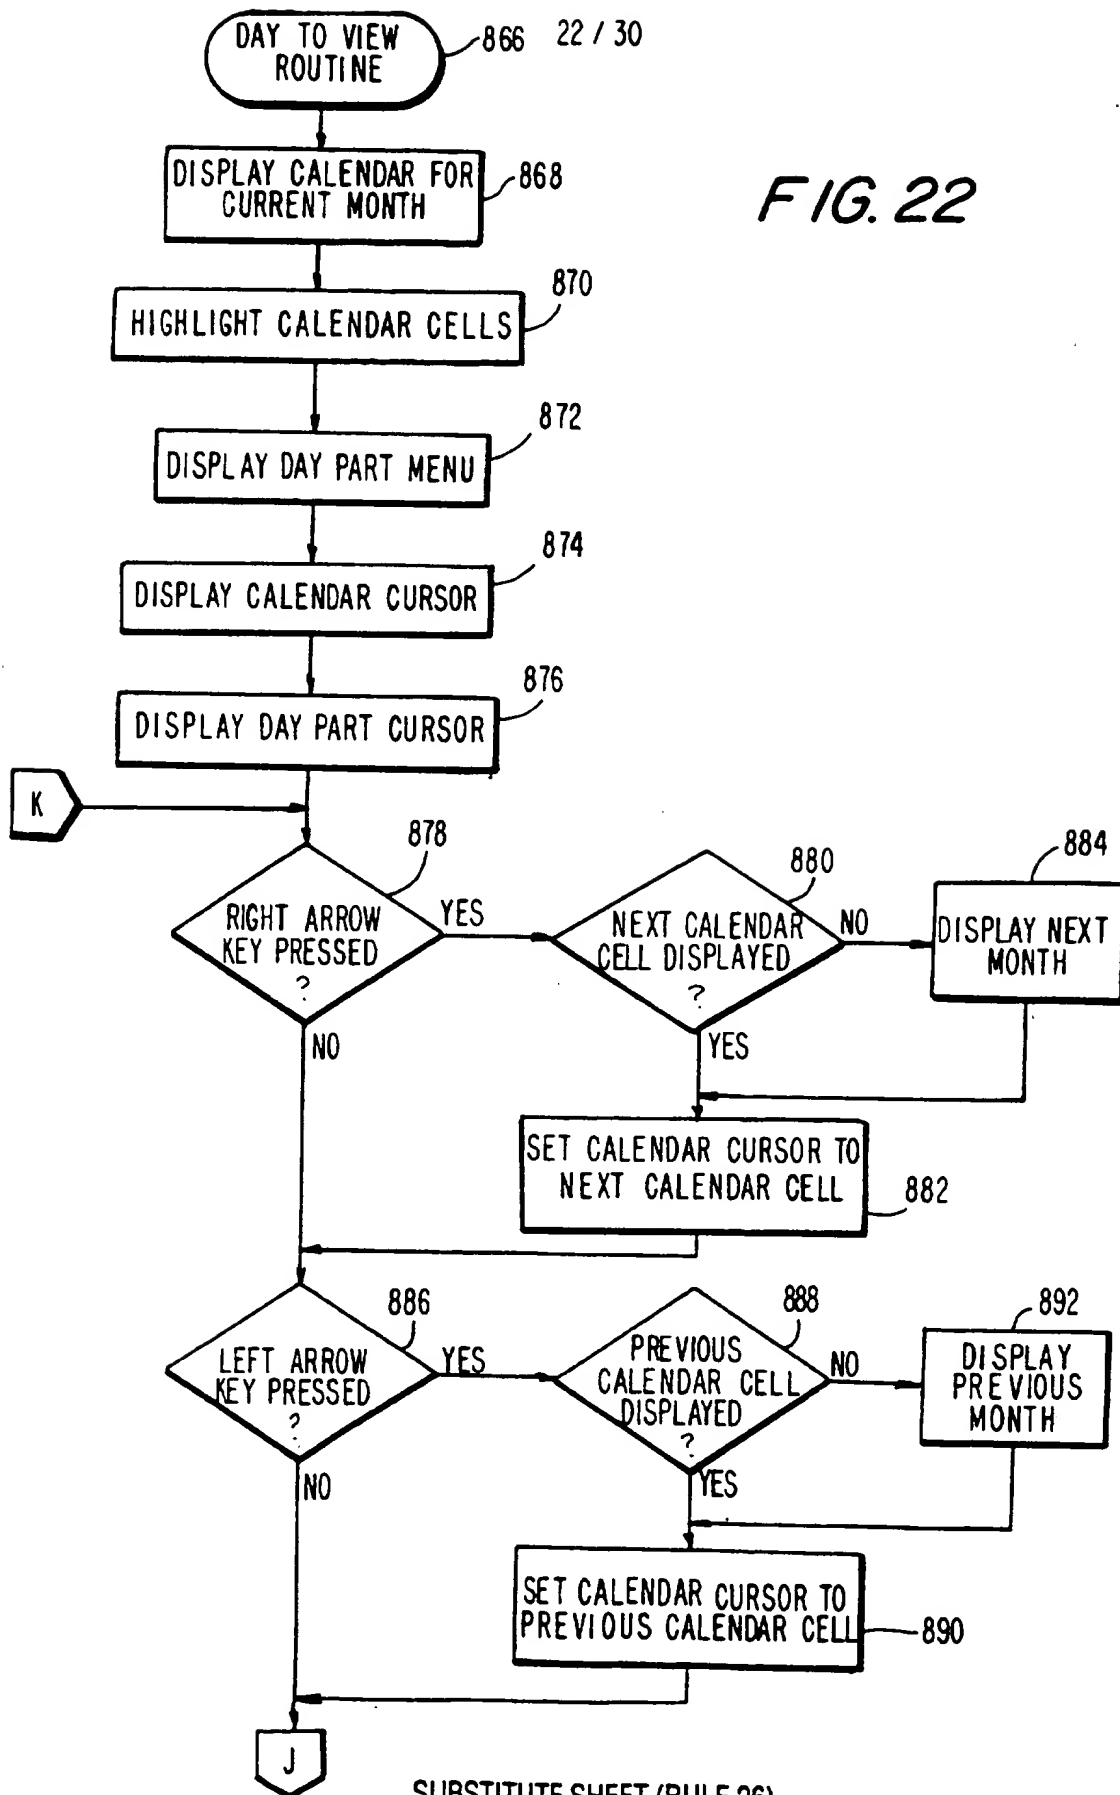 DAY TO VIEW
ROUTINE
866
22 / 30
DISPLAY CALENDAR FOR
CURRENT MONTH
868
FIG. 22
HIGHLIGHT CALENDAR CELLS
870
DISPLAY DAY PART MENU
872
DISPLAY CALENDAR CURSOR
874
DISPLAY DAY PART CURSOR
876
K
RIGHT ARROW
KEY PRESSED
?
878
YES
NO
NEXT CALENDAR
CELL DISPLAYED
?
880
NO
YES
DISPLAY NEXT
MONTH
884
SET CALENDAR CURSOR TO
NEXT CALENDAR CELL
882
LEFT ARROW
KEY PRESSED
?
886
YES
NO
PREVIOUS
CALENDAR CELL
DISPLAYED
?
888
NO
YES
DISPLAY
PREVIOUS
MONTH
892
SET CALENDAR CURSOR TO
PREVIOUS CALENDAR CELL
890
J
SUBSTITUTE SHEET (RULE 26)